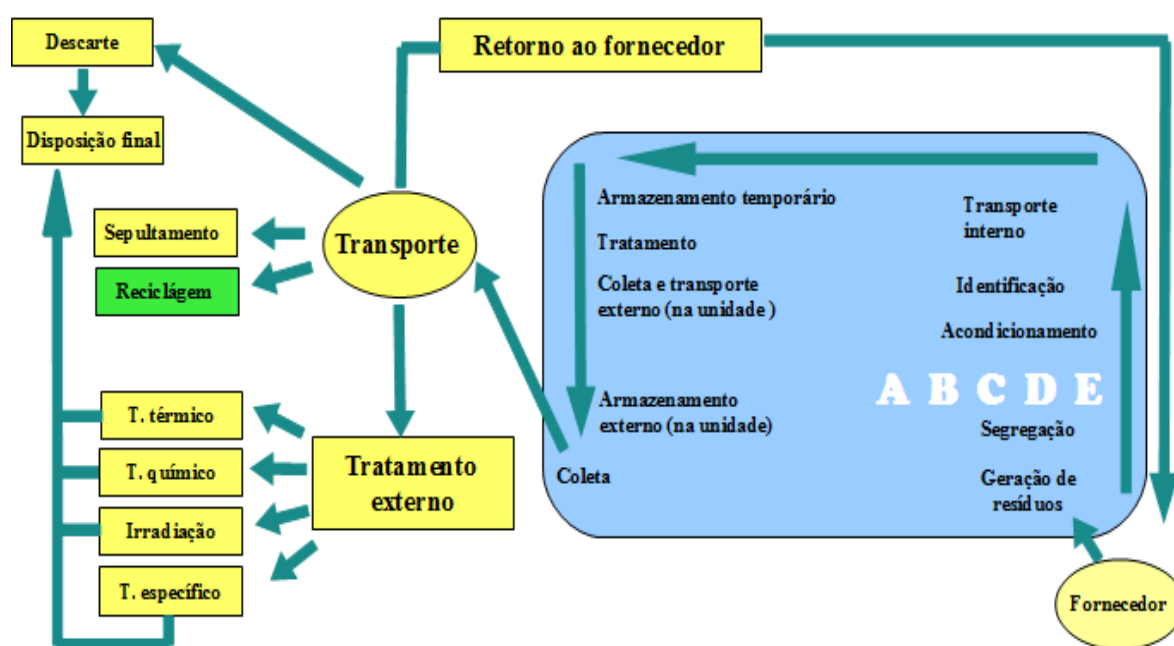 Descarte
Retorno ao fornecedor
Disposição final
Sepultamento
Transporte
Reciclágem
Armazenamento temporário
Tratamento
Coleta e transporte
externo (na unidade )
Armazenamento
externo (na unidade)
Coleta
Transporte
interno
Identificação
Acondicionamento
A B C D E
Segregação
Geração de
resíduos
T. térmico
T. químico
Irradiação
T. específico
Tratamento
externo
Fornecedor